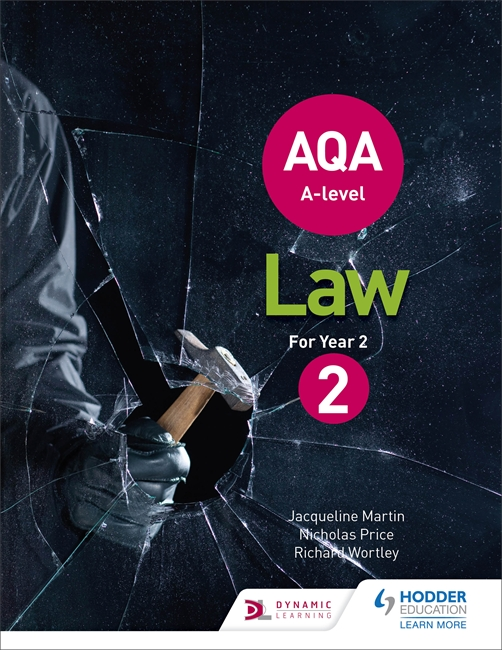 AQA
A-level
Law
For Year 2
2
Jacqueline Martin
Nicholas Price
Richard Wortley
DL DYNAMIC
LEARNING
HODDER
EDUCATION
LEARN MORE